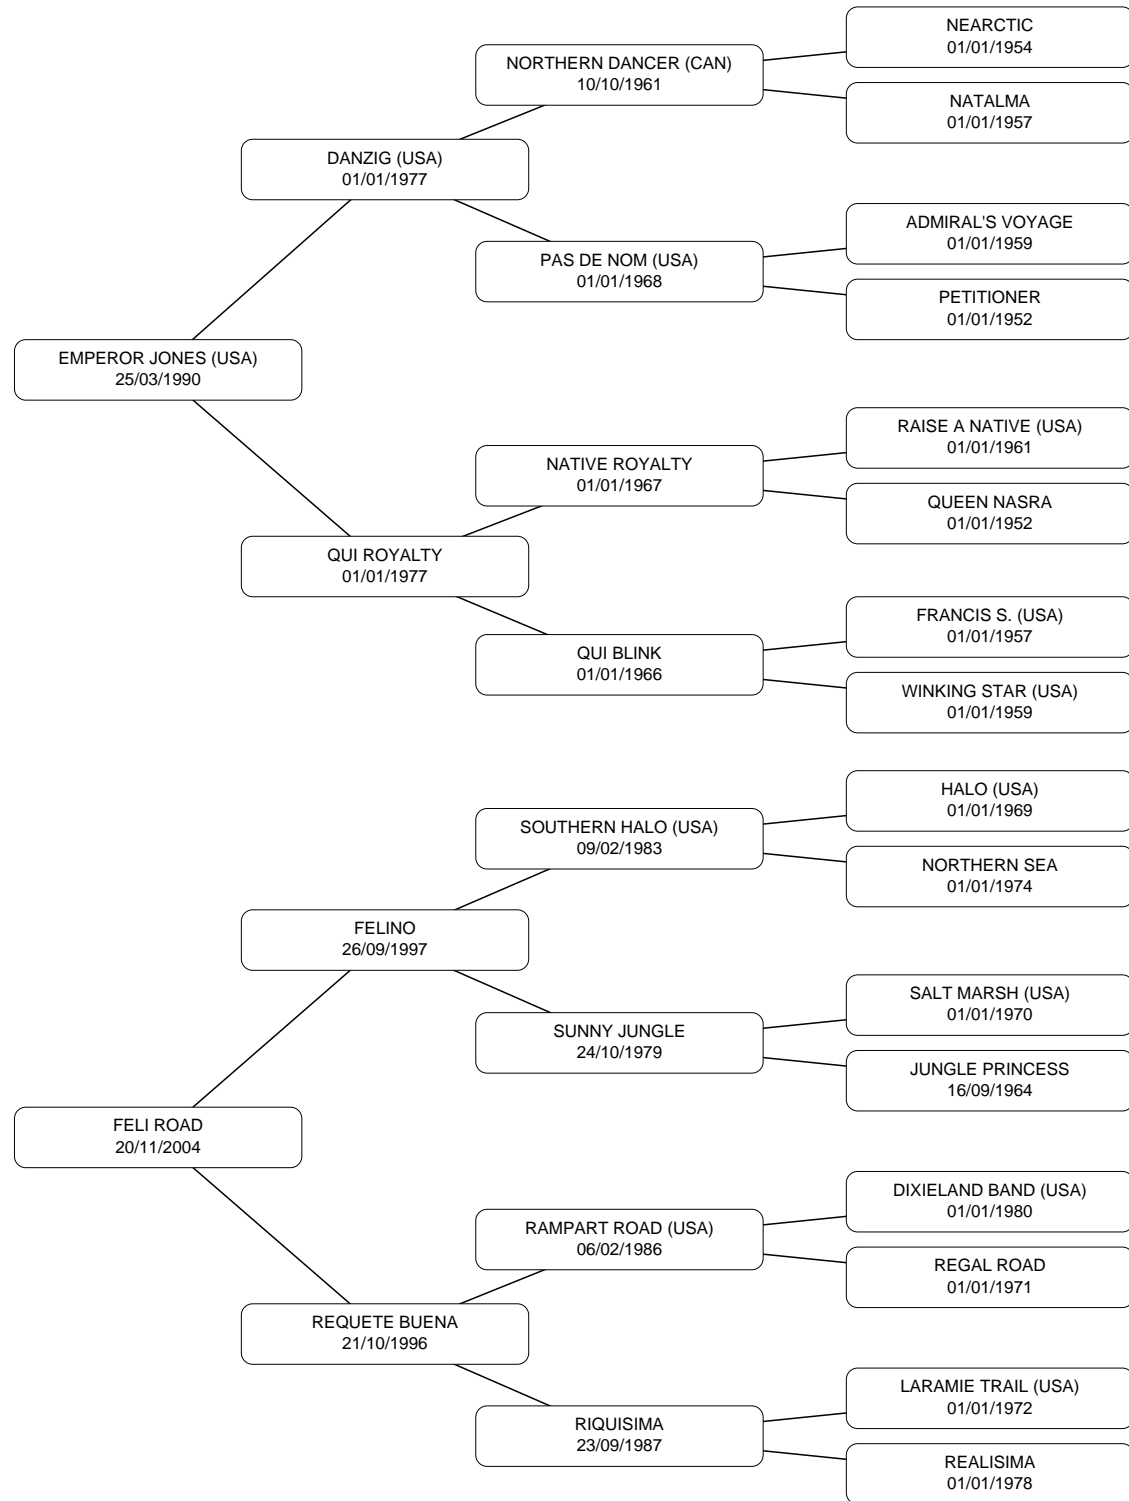 NEARCTIC
01/01/1954
NORTHERN DANCER (CAN)
10/10/1961
NATALMA
01/01/1957
DANZIG (USA)
01/01/1977
ADMIRAL'S VOYAGE
01/01/1959
PAS DE NOM (USA)
01/01/1968
PETITIONER
01/01/1952
EMPEROR JONES (USA)
25/03/1990
RAISE A NATIVE (USA)
01/01/1961
NATIVE ROYALTY
01/01/1967
QUEEN NASRA
01/01/1952
QUI ROYALTY
01/01/1977
FRANCIS S. (USA)
01/01/1957
QUI BLINK
01/01/1966
WINKING STAR (USA)
01/01/1959
HALO (USA)
01/01/1969
SOUTHERN HALO (USA)
09/02/1983
NORTHERN SEA
01/01/1974
FELINO
26/09/1997
SALT MARSH (USA)
01/01/1970
SUNNY JUNGLE
24/10/1979
JUNGLE PRINCESS
16/09/1964
FELI ROAD
20/11/2004
DIXIELAND BAND (USA)
01/01/1980
RAMPART ROAD (USA)
06/02/1986
REGAL ROAD
01/01/1971
REQUETE BUENA
21/10/1996
LARAMIE TRAIL (USA)
01/01/1972
RIQUISIMA
23/09/1987
REALISIMA
01/01/1978